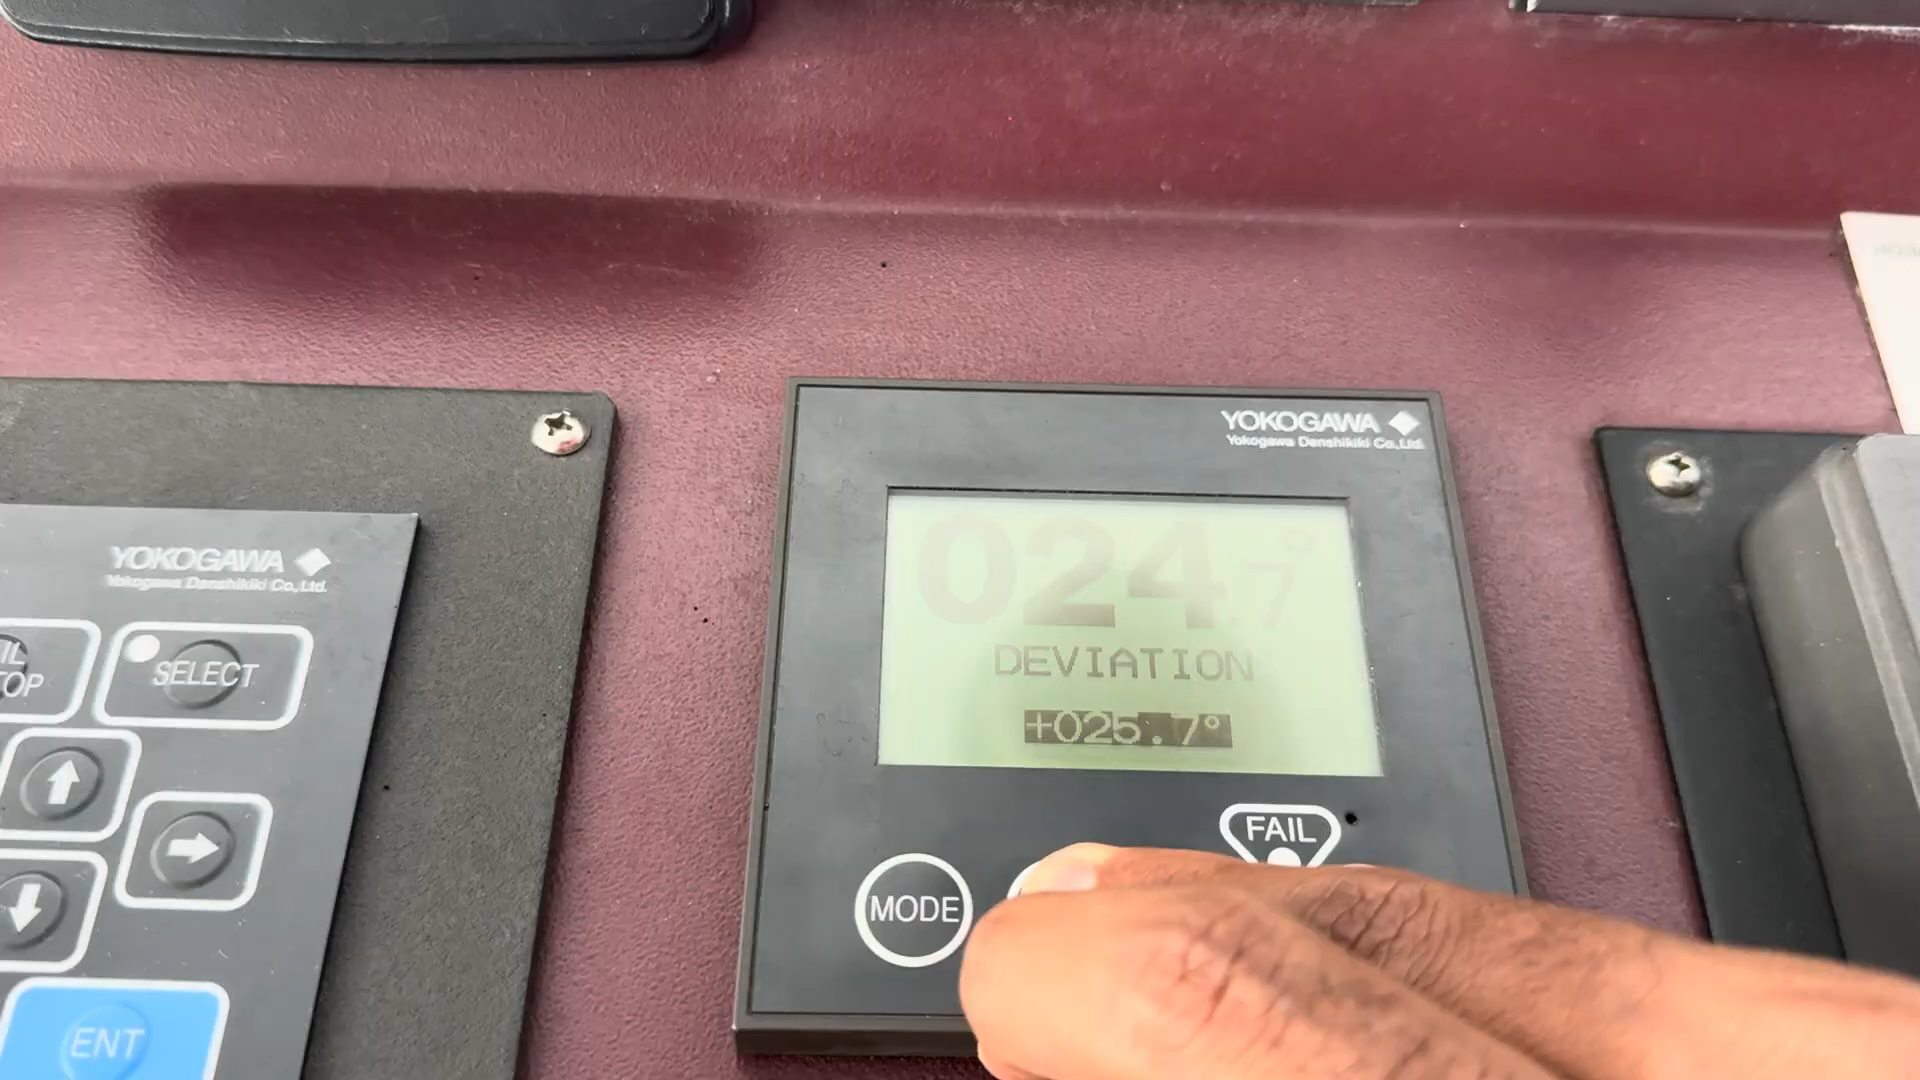 YOKOGAWA
Yokogawa Denshikiki Co.,Ltd.
024.7°
DEVIATION
+025.7°
FAIL
MODE
YOKOGAWA
Yokogawa Denshikiki Co.,Ltd.
SELECT
ENT